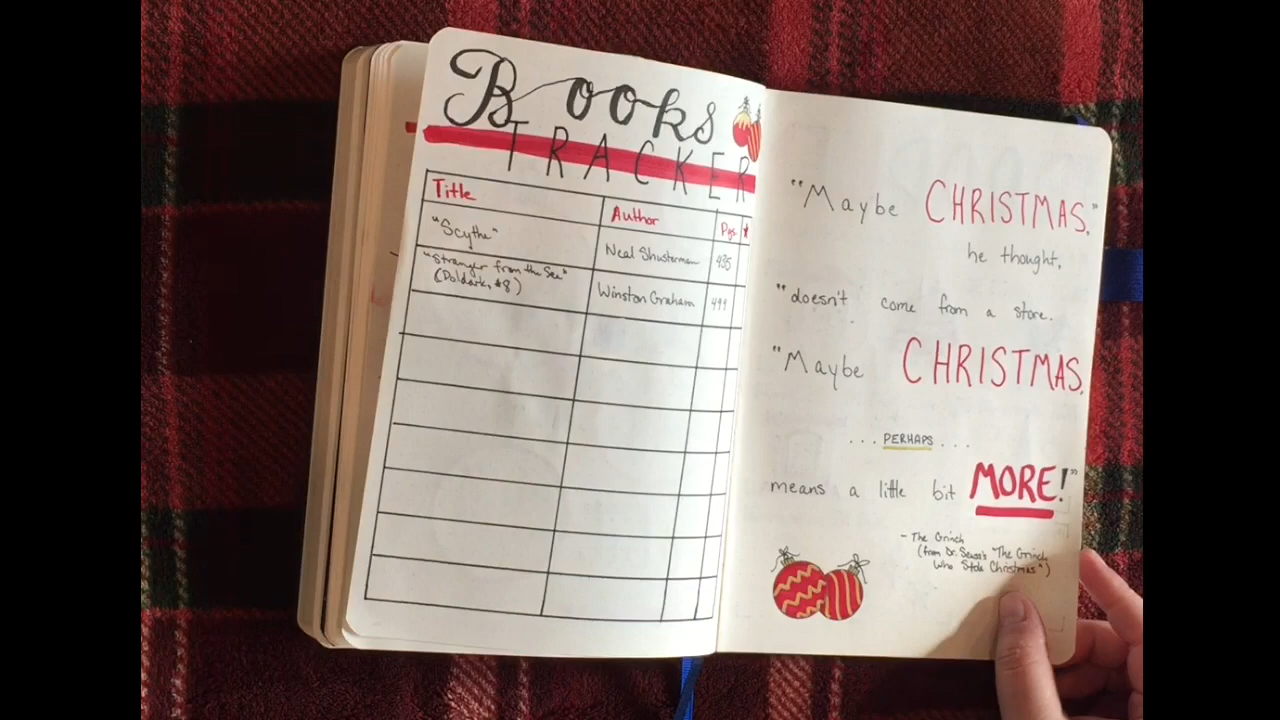 Books
TRACKER
Title Author Pgs ★
"Scythe" Neal Shusterman 435
"Stranger from the Sea"
(Poldark, #8) Winston Graham 499
"Maybe CHRISTMAS,"
he thought,
"doesn't come from a store.
"Maybe CHRISTMAS,
... PERHAPS ...
means a little bit MORE!"
- The Grinch
(from Dr. Seuss's "The Grinch
Who Stole Christmas")